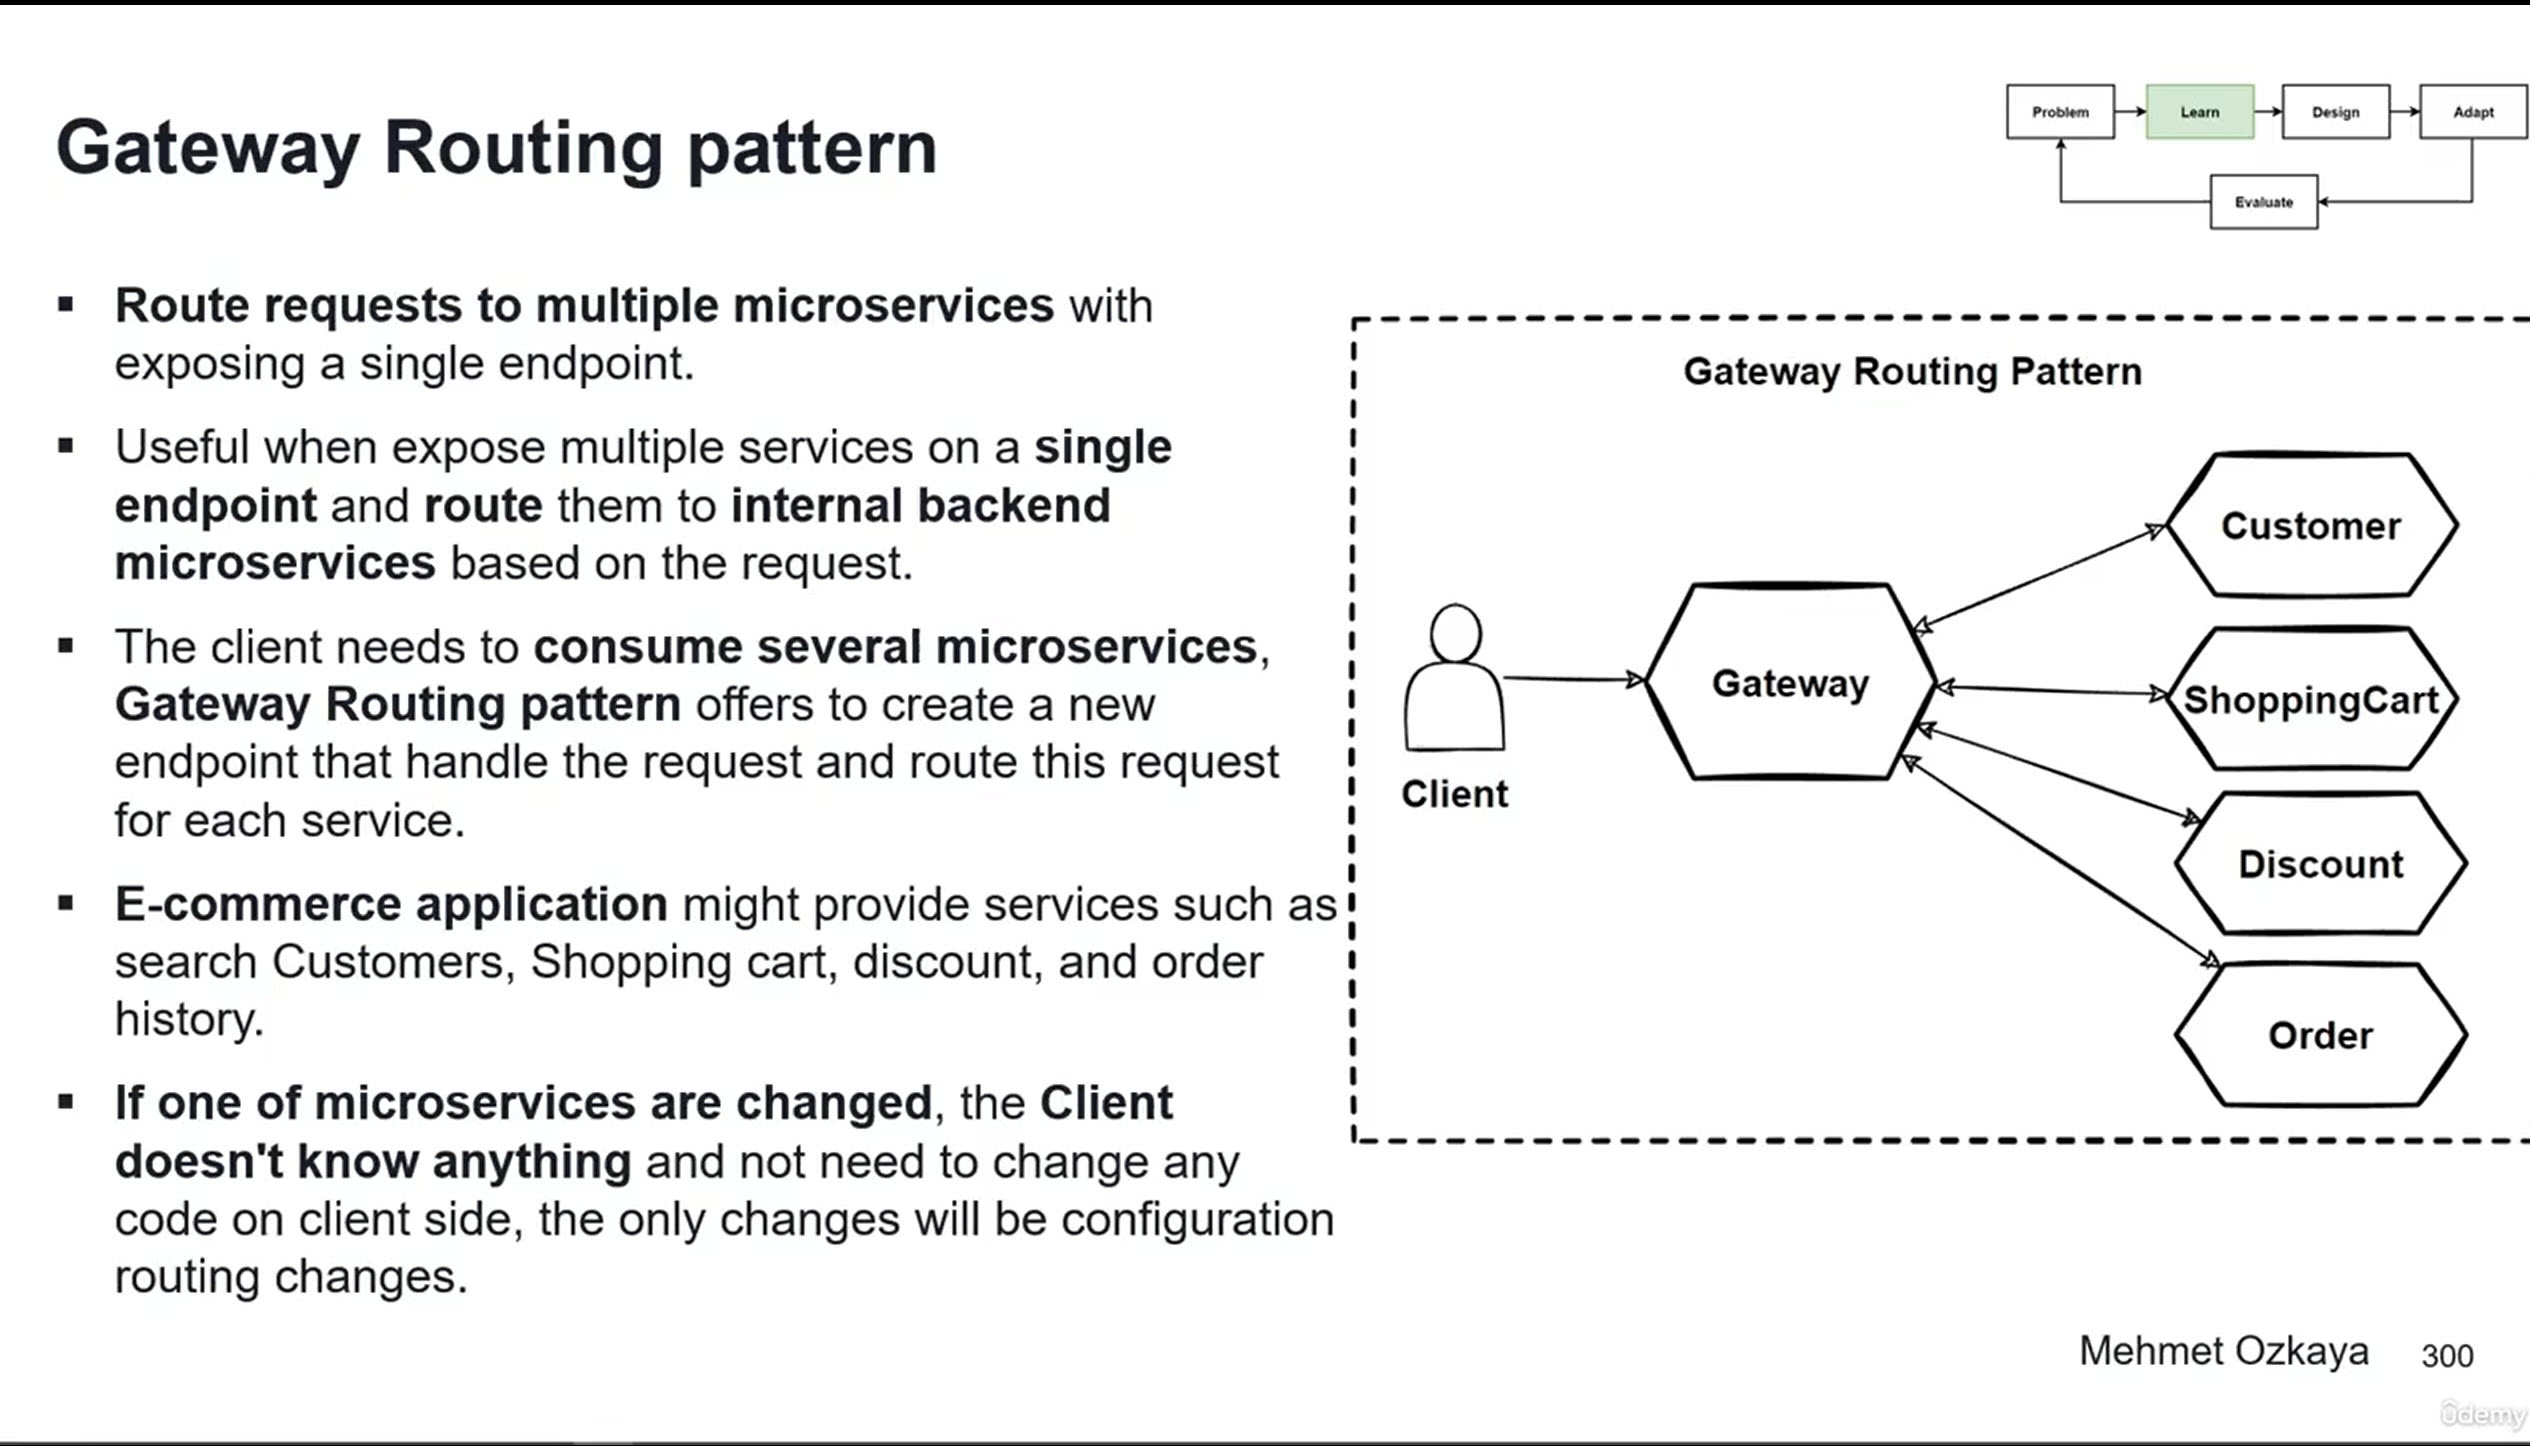 Gateway Routing pattern
Problem
Learn
Design
Adapt
Evaluate
▪ Route requests to multiple microservices with
exposing a single endpoint.
▪ Useful when expose multiple services on a single
endpoint and route them to internal backend
microservices based on the request.
▪ The client needs to consume several microservices,
Gateway Routing pattern offers to create a new
endpoint that handle the request and route this request
for each service.
▪ E-commerce application might provide services such as
search Customers, Shopping cart, discount, and order
history.
▪ If one of microservices are changed, the Client
doesn't know anything and not need to change any
code on client side, the only changes will be configuration
routing changes.
Gateway Routing Pattern
Client
Gateway
Customer
ShoppingCart
Discount
Order
Mehmet Ozkaya 300
ûdemy